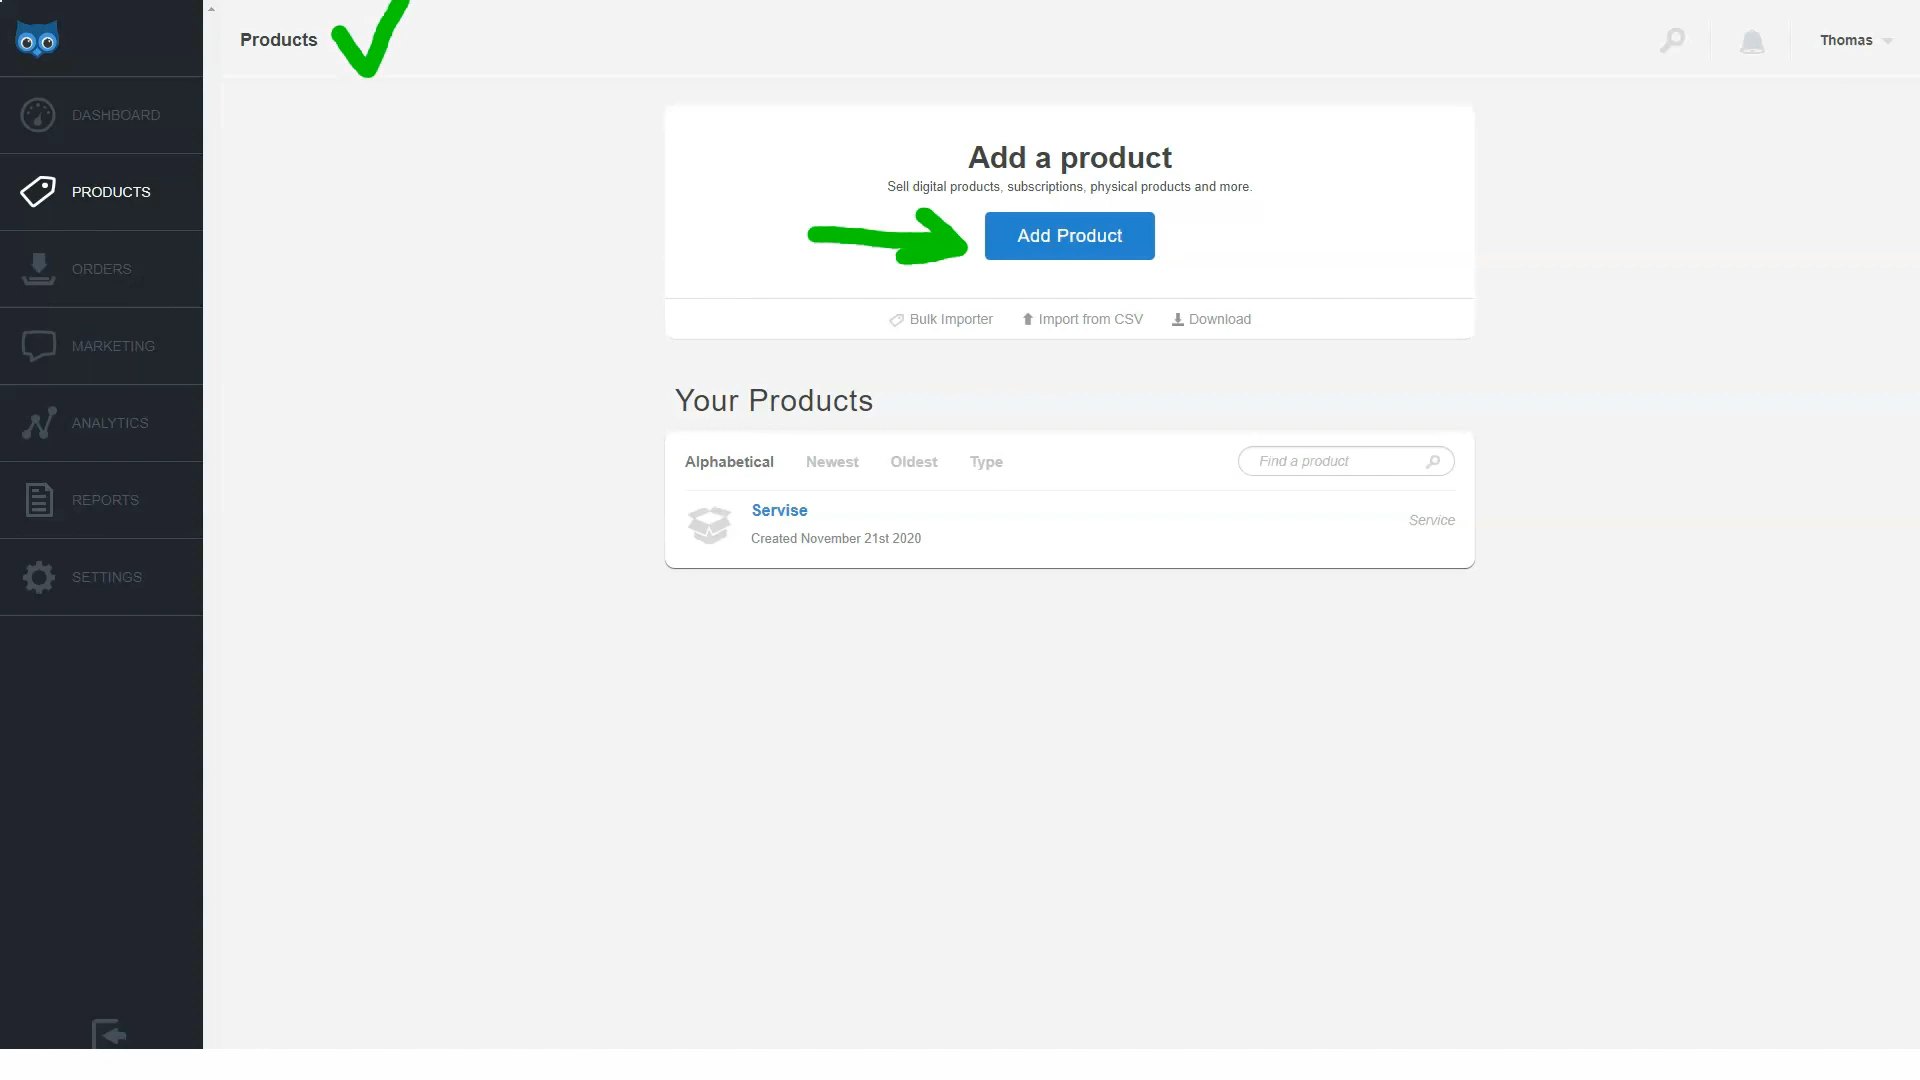 Products
Thomas
DASHBOARD
PRODUCTS
ORDERS
MARKETING
ANALYTICS
REPORTS
SETTINGS
Add a product
Sell digital products, subscriptions, physical products and more.
Add Product
Bulk Importer Import from CSV Download
Your Products
Alphabetical Newest Oldest Type Find a product
Servise
Created November 21st 2020
Service